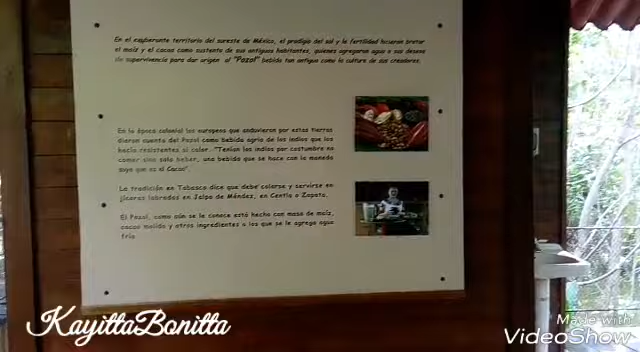 En el exuberante territorio del sureste de México, el prodigio del sol y la fertilidad hicieron brotar
el maíz y el cacao como sustento de sus antiguos habitantes, quienes agregaron agua a sus deseos
de supervivencia para dar origen al "Pozol" bebida tan antigua como la cultura de sus creadores.
En la época colonial los europeos que anduvieron por estas tierras
dieron cuenta del Pozol como bebida agria de los indios que los
hacía resistentes al calor. "Tenían los indios por costumbre no
comer sino solo beber, una bebida que se hace con la moneda
suya que es el Cacao".
La tradición en Tabasco dice que debe colarse y servirse en
jícaras labradas en Jalpa de Méndez, en Centla o Zapata.
El Pozol, como aún se le conoce está hecho con masa de maíz,
cacao molido y otros ingredientes a los que se le agrega agua
fría
KayittaBonitta
Made with
VideoShow